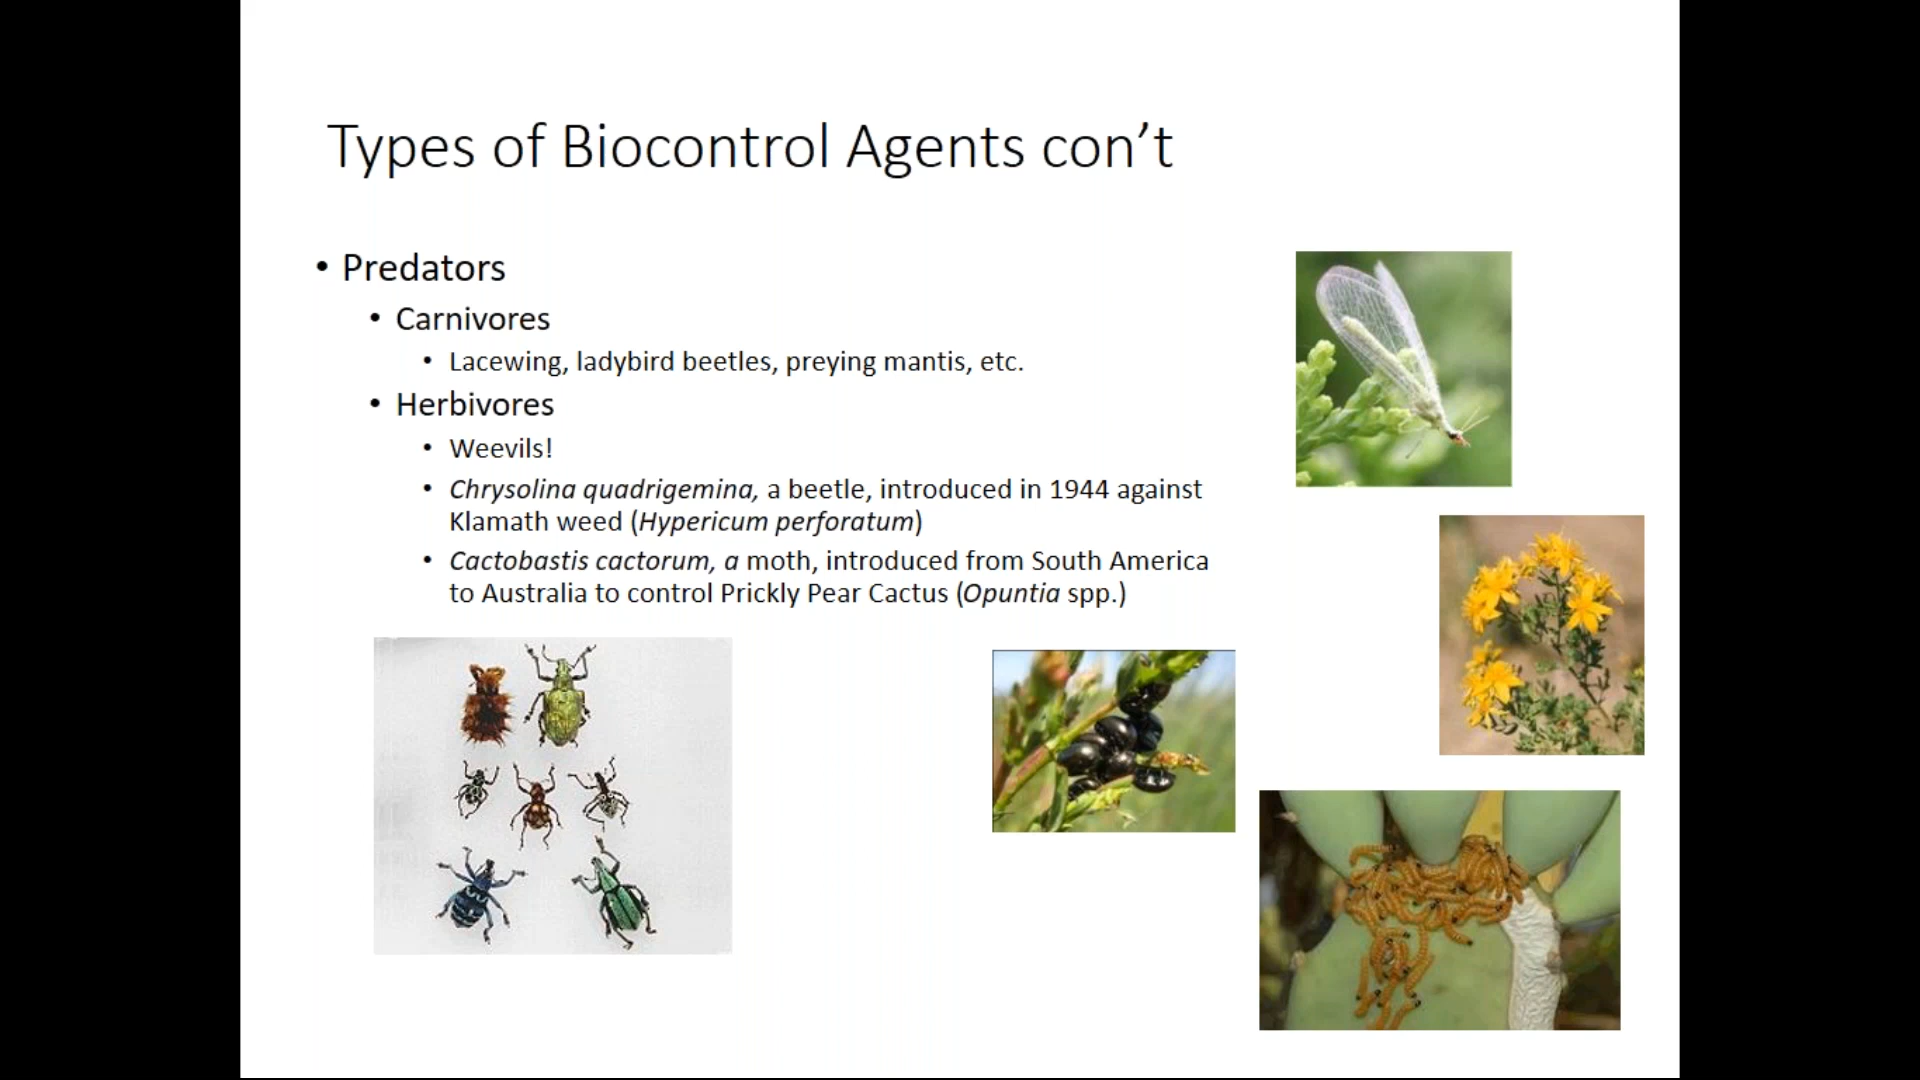 Types of Biocontrol Agents con’t
• Predators
• Carnivores
• Lacewing, ladybird beetles, preying mantis, etc.
• Herbivores
• Weevils!
• Chrysolina quadrigemina, a beetle, introduced in 1944 against
Klamath weed (Hypericum perforatum)
• Cactobastis cactorum, a moth, introduced from South America
to Australia to control Prickly Pear Cactus (Opuntia spp.)